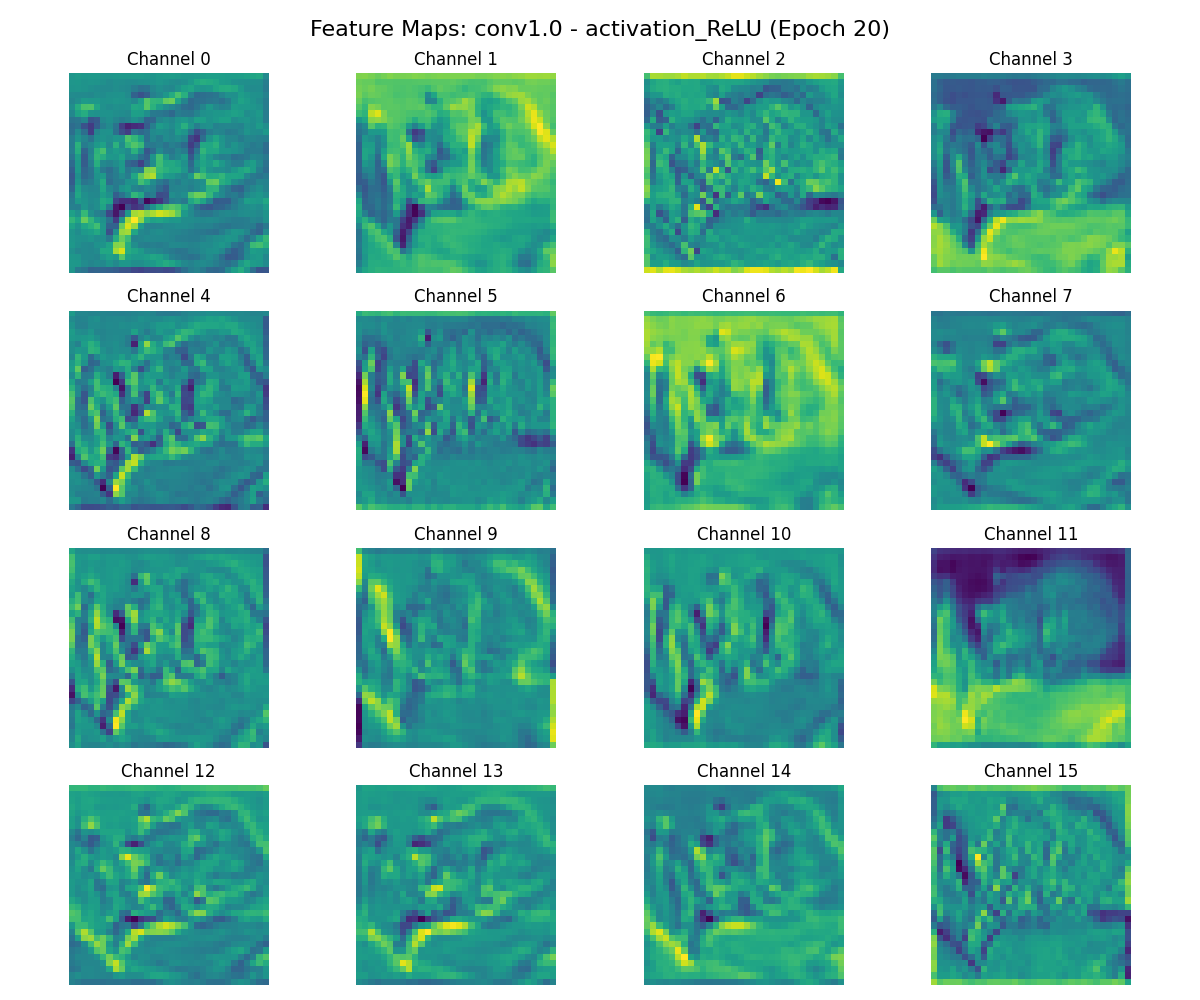 Feature Maps: conv1.0 - activation_ReLU (Epoch 20)
Channel 0 Channel 1 Channel 2 Channel 3
Channel 4 Channel 5 Channel 6 Channel 7
Channel 8 Channel 9 Channel 10 Channel 11
Channel 12 Channel 13 Channel 14 Channel 15